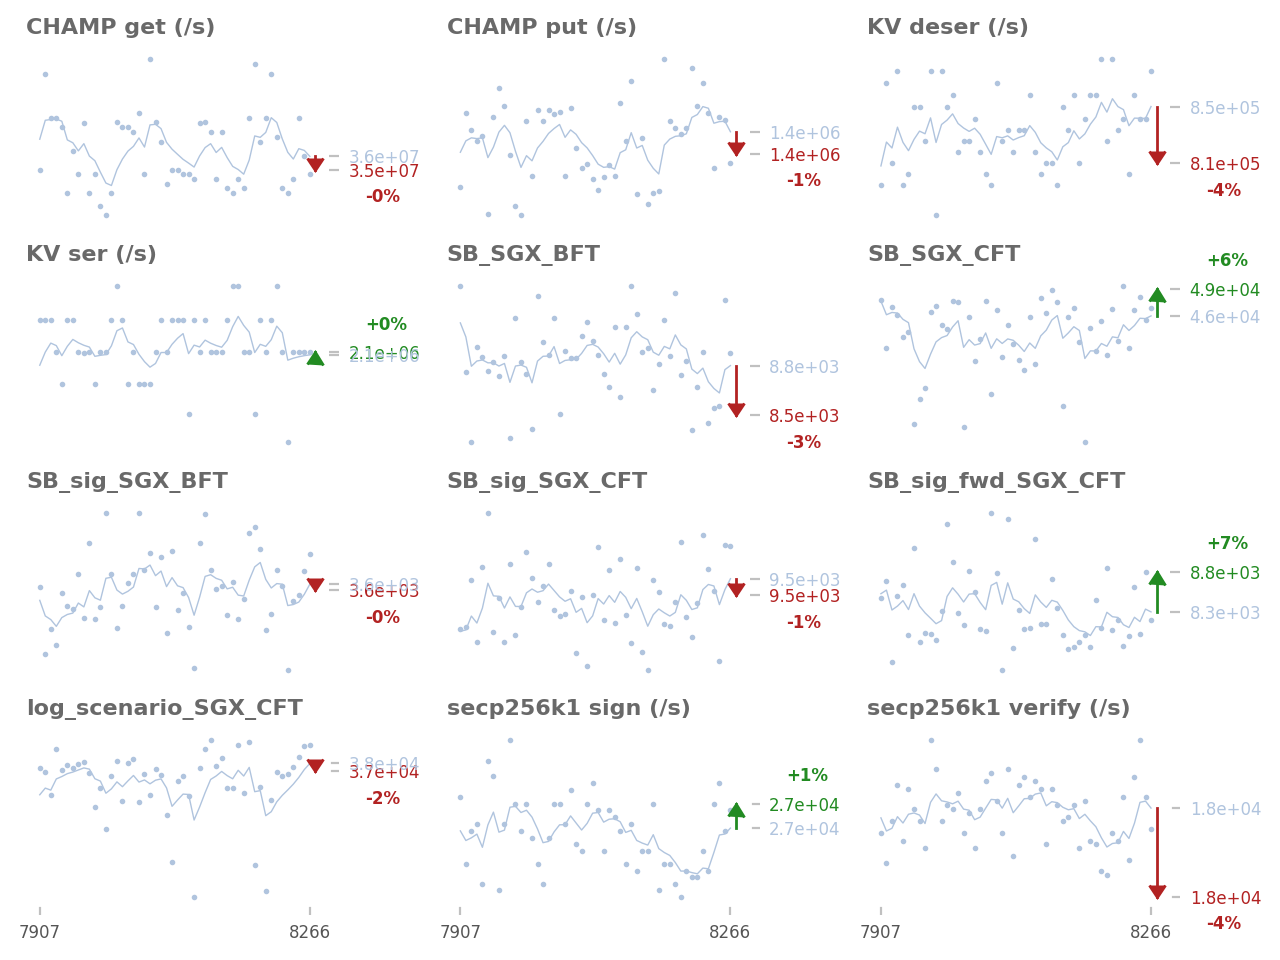 CHAMP get (/s)
3.6e+07
3.5e+07
-0%
CHAMP put (/s)
1.4e+06
1.4e+06
-1%
KV deser (/s)
8.5e+05
8.1e+05
-4%
KV ser (/s)
+0%
2.1e+06
2.1e+06
SB_SGX_BFT
8.8e+03
8.5e+03
-3%
SB_SGX_CFT
+6%
4.9e+04
4.6e+04
SB_sig_SGX_BFT
3.6e+03
3.6e+03
-0%
SB_sig_SGX_CFT
9.5e+03
9.5e+03
-1%
SB_sig_fwd_SGX_CFT
+7%
8.8e+03
8.3e+03
log_scenario_SGX_CFT
3.8e+04
3.7e+04
-2%
7907
8266
secp256k1 sign (/s)
+1%
2.7e+04
2.7e+04
7907
8266
secp256k1 verify (/s)
1.8e+04
1.8e+04
-4%
7907
8266